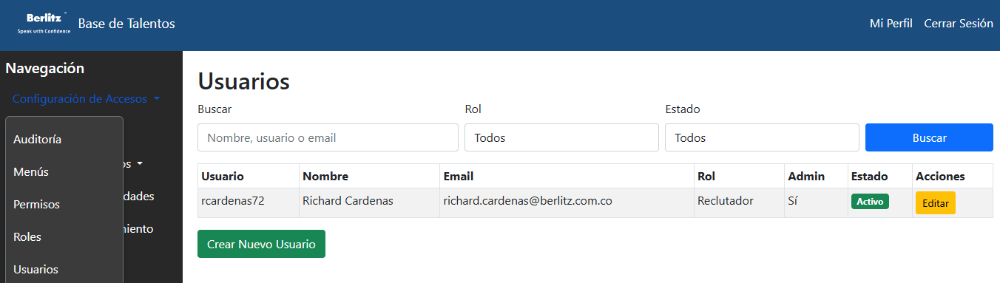 Berlitz
Speak with Confidence
Base de Talentos
Mi Perfil Cerrar Sesión
Navegación
Configuración de Accesos
Auditoría
Menús
Permisos
Roles
Usuarios
os
dades
niento
Usuarios
Buscar Rol Estado
Nombre, usuario o email Todos Todos Buscar
Usuario Nombre Email Rol Admin Estado Acciones
rcardenas72 Richard Cardenas richard.cardenas@berlitz.com.co Reclutador Sí Activo Editar
Crear Nuevo Usuario